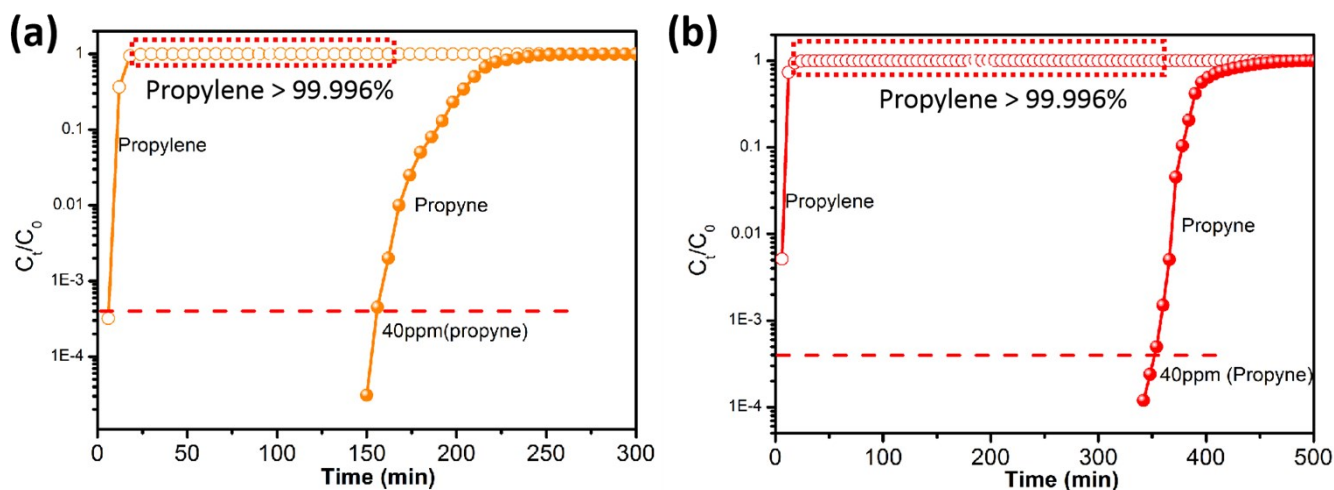 (a)
C_t/C_0
1
0.1
0.01
1E-3
1E-4
Propylene > 99.996%
Propylene
Propyne
40ppm(propyne)
0 50 100 150 200 250 300
Time (min)
(b)
C_t/C_0
1
0.1
0.01
1E-3
1E-4
Propylene > 99.996%
Propylene
Propyne
40ppm (Propyne)
0 100 200 300 400 500
Time (min)